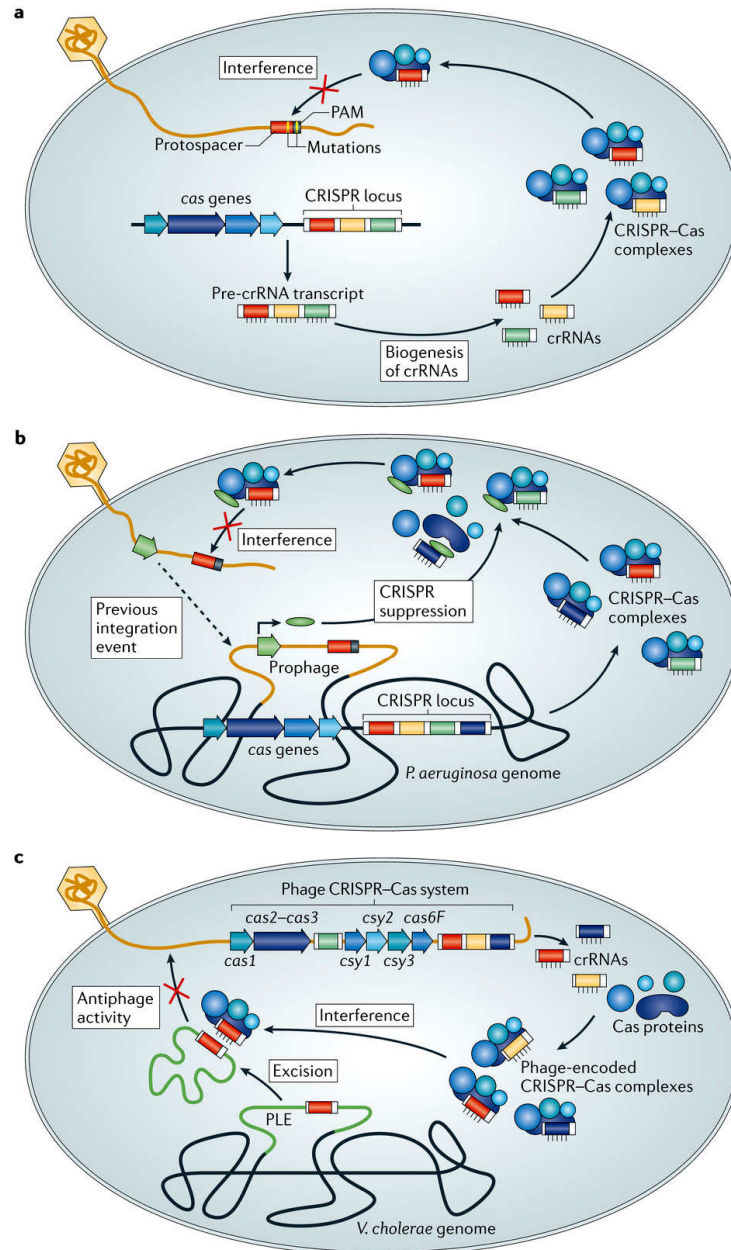 a
Interference
PAM
Protospacer
Mutations
cas genes
CRISPR locus
CRISPR–Cas
complexes
Pre-crRNA transcript
crRNAs
Biogenesis
of crRNAs
b
Interference
Previous
integration
event
CRISPR
suppression
CRISPR–Cas
complexes
Prophage
CRISPR locus
cas genes
P. aeruginosa genome
c
Phage CRISPR–Cas system
cas2–cas3
csy2
cas6F
cas1
csy1
csy3
crRNAs
Antiphage
activity
Cas proteins
Interference
Phage-encoded
CRISPR–Cas complexes
Excision
PLE
V. cholerae genome